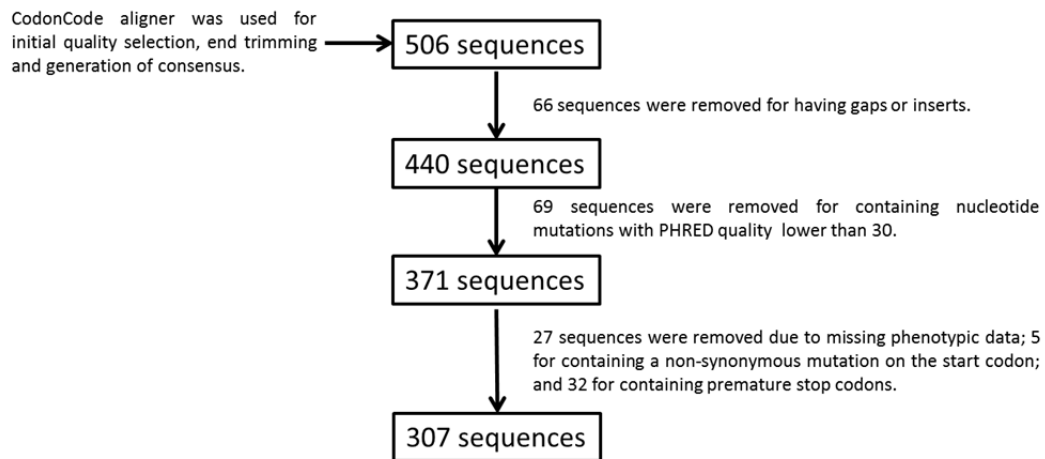 CodonCode aligner was used for
initial quality selection, end trimming
and generation of consensus.
506 sequences
66 sequences were removed for having gaps or inserts.
440 sequences
69 sequences were removed for containing nucleotide
mutations with PHRED quality lower than 30.
371 sequences
27 sequences were removed due to missing phenotypic data; 5
for containing a non-synonymous mutation on the start codon;
and 32 for containing premature stop codons.
307 sequences